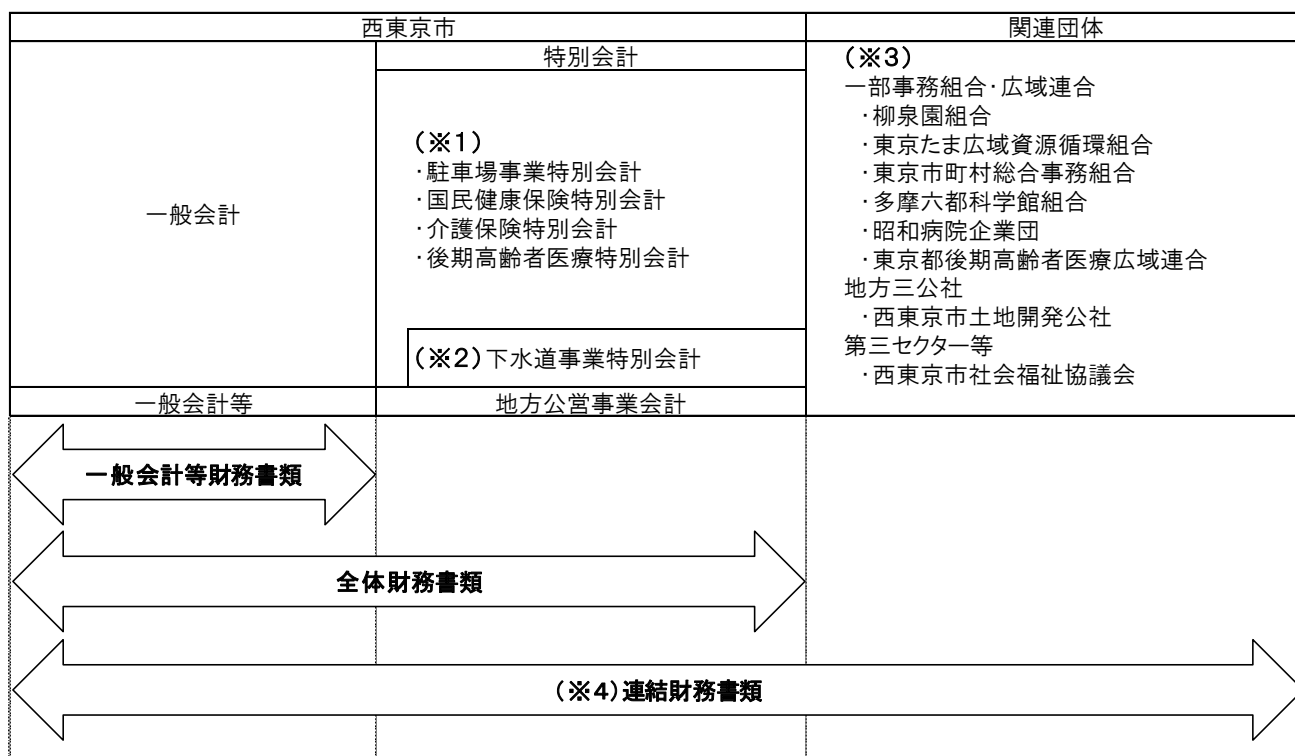 西東京市
関連団体
一般会計
特別会計
(※1)
・駐車場事業特別会計
・国民健康保険特別会計
・介護保険特別会計
・後期高齢者医療特別会計
(※2)下水道事業特別会計
(※3)
一部事務組合・広域連合
・柳泉園組合
・東京たま広域資源循環組合
・東京市町村総合事務組合
・多摩六都科学館組合
・昭和病院企業団
・東京都後期高齢者医療広域連合
地方三公社
・西東京市土地開発公社
第三セクター等
・西東京市社会福祉協議会
一般会計等
地方公営事業会計
一般会計等財務書類
全体財務書類
(※4)連結財務書類